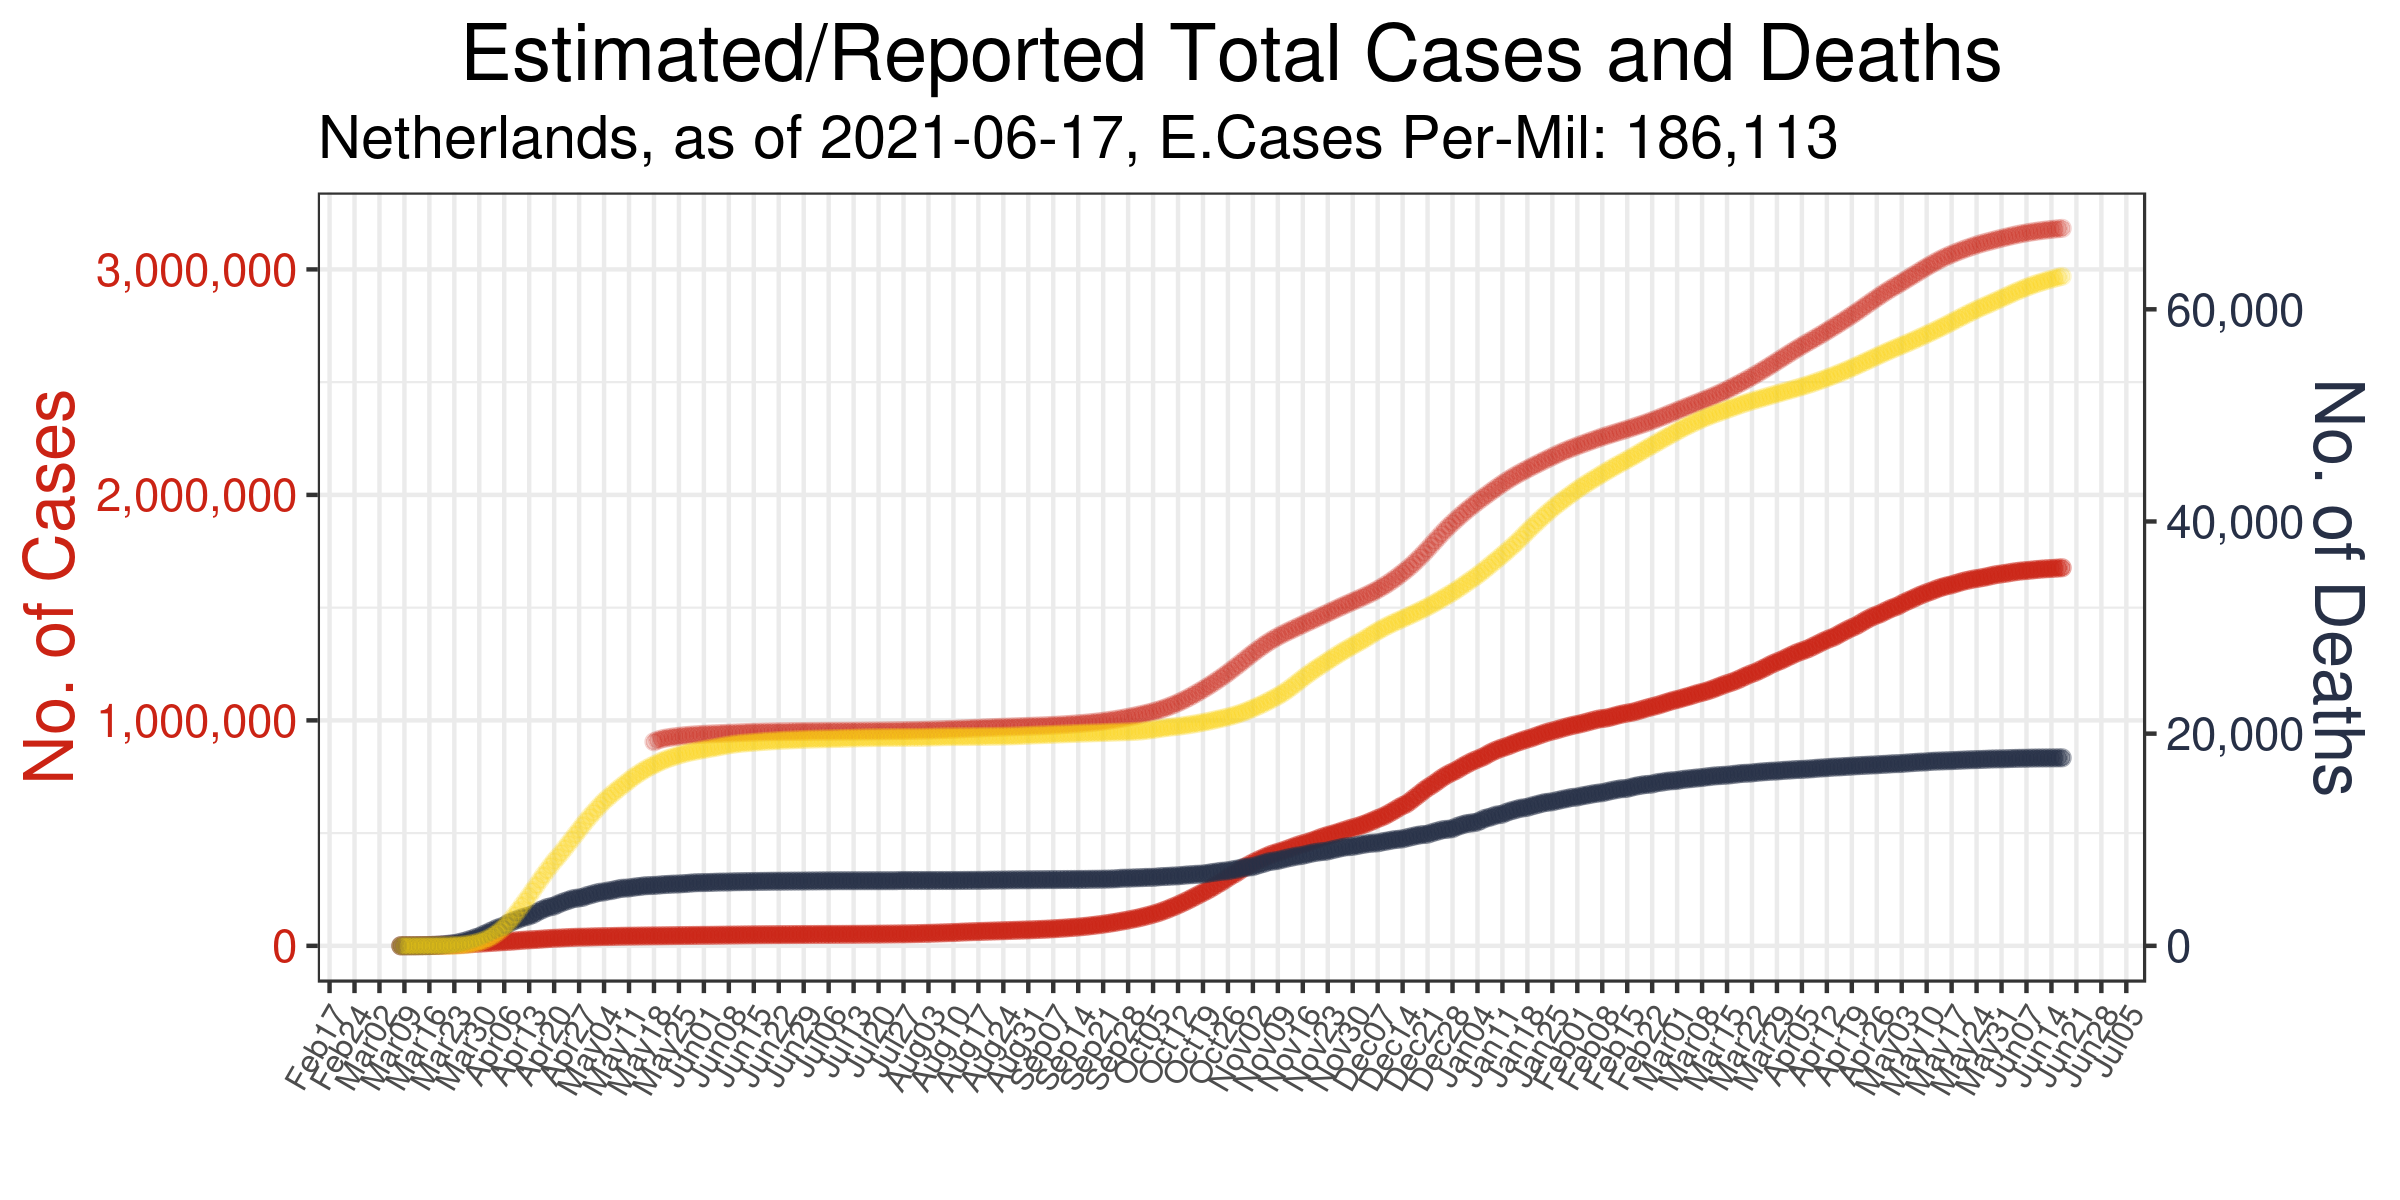 Estimated/Reported Total Cases and Deaths
Netherlands, as of 2021-06-17, E.Cases Per-Mil: 186,113
No. of Cases
3,000,000
2,000,000
1,000,000
0
60,000
40,000
20,000
0
No. of Deaths
Feb17
Feb24
Mar02
Mar09
Mar16
Mar23
Mar30
Apr06
Apr13
Apr20
Apr27
May04
May11
May18
May25
Jun01
Jun08
Jun15
Jun22
Jun29
Jul06
Jul13
Jul20
Jul27
Aug03
Aug10
Aug17
Aug24
Aug31
Sep07
Sep14
Sep21
Sep28
Oct05
Oct12
Oct19
Oct26
Nov02
Nov09
Nov16
Nov23
Nov30
Dec07
Dec14
Dec21
Dec28
Jan04
Jan11
Jan18
Jan25
Feb01
Feb08
Feb15
Feb22
Mar01
Mar08
Mar15
Mar22
Mar29
Apr05
Apr12
Apr19
Apr26
May03
May10
May17
May24
May31
Jun07
Jun14
Jun21
Jun28
Jul05